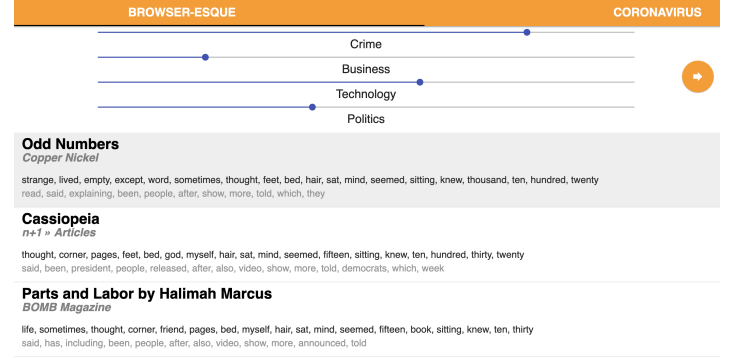 BROWSER-ESQUE CORONAVIRUS
Crime
Business
Technology
Politics
Odd Numbers
Copper Nickel
strange, lived, empty, except, word, sometimes, thought, feet, bed, hair, sat, mind, seemed, sitting, knew, thousand, ten, hundred, twenty
read, said, explaining, been, people, after, show, more, told, which, they
Cassiopeia
n+1 » Articles
thought, corner, pages, feet, bed, god, myself, hair, sat, mind, seemed, fifteen, sitting, knew, ten, hundred, thirty, twenty
said, been, president, people, released, after, also, video, show, more, told, democrats, which, week
Parts and Labor by Halimah Marcus
BOMB Magazine
life, sometimes, thought, corner, friend, pages, bed, myself, hair, sat, mind, seemed, fifteen, book, sitting, knew, ten, thirty
said, has, including, been, people, after, also, video, show, more, announced, told